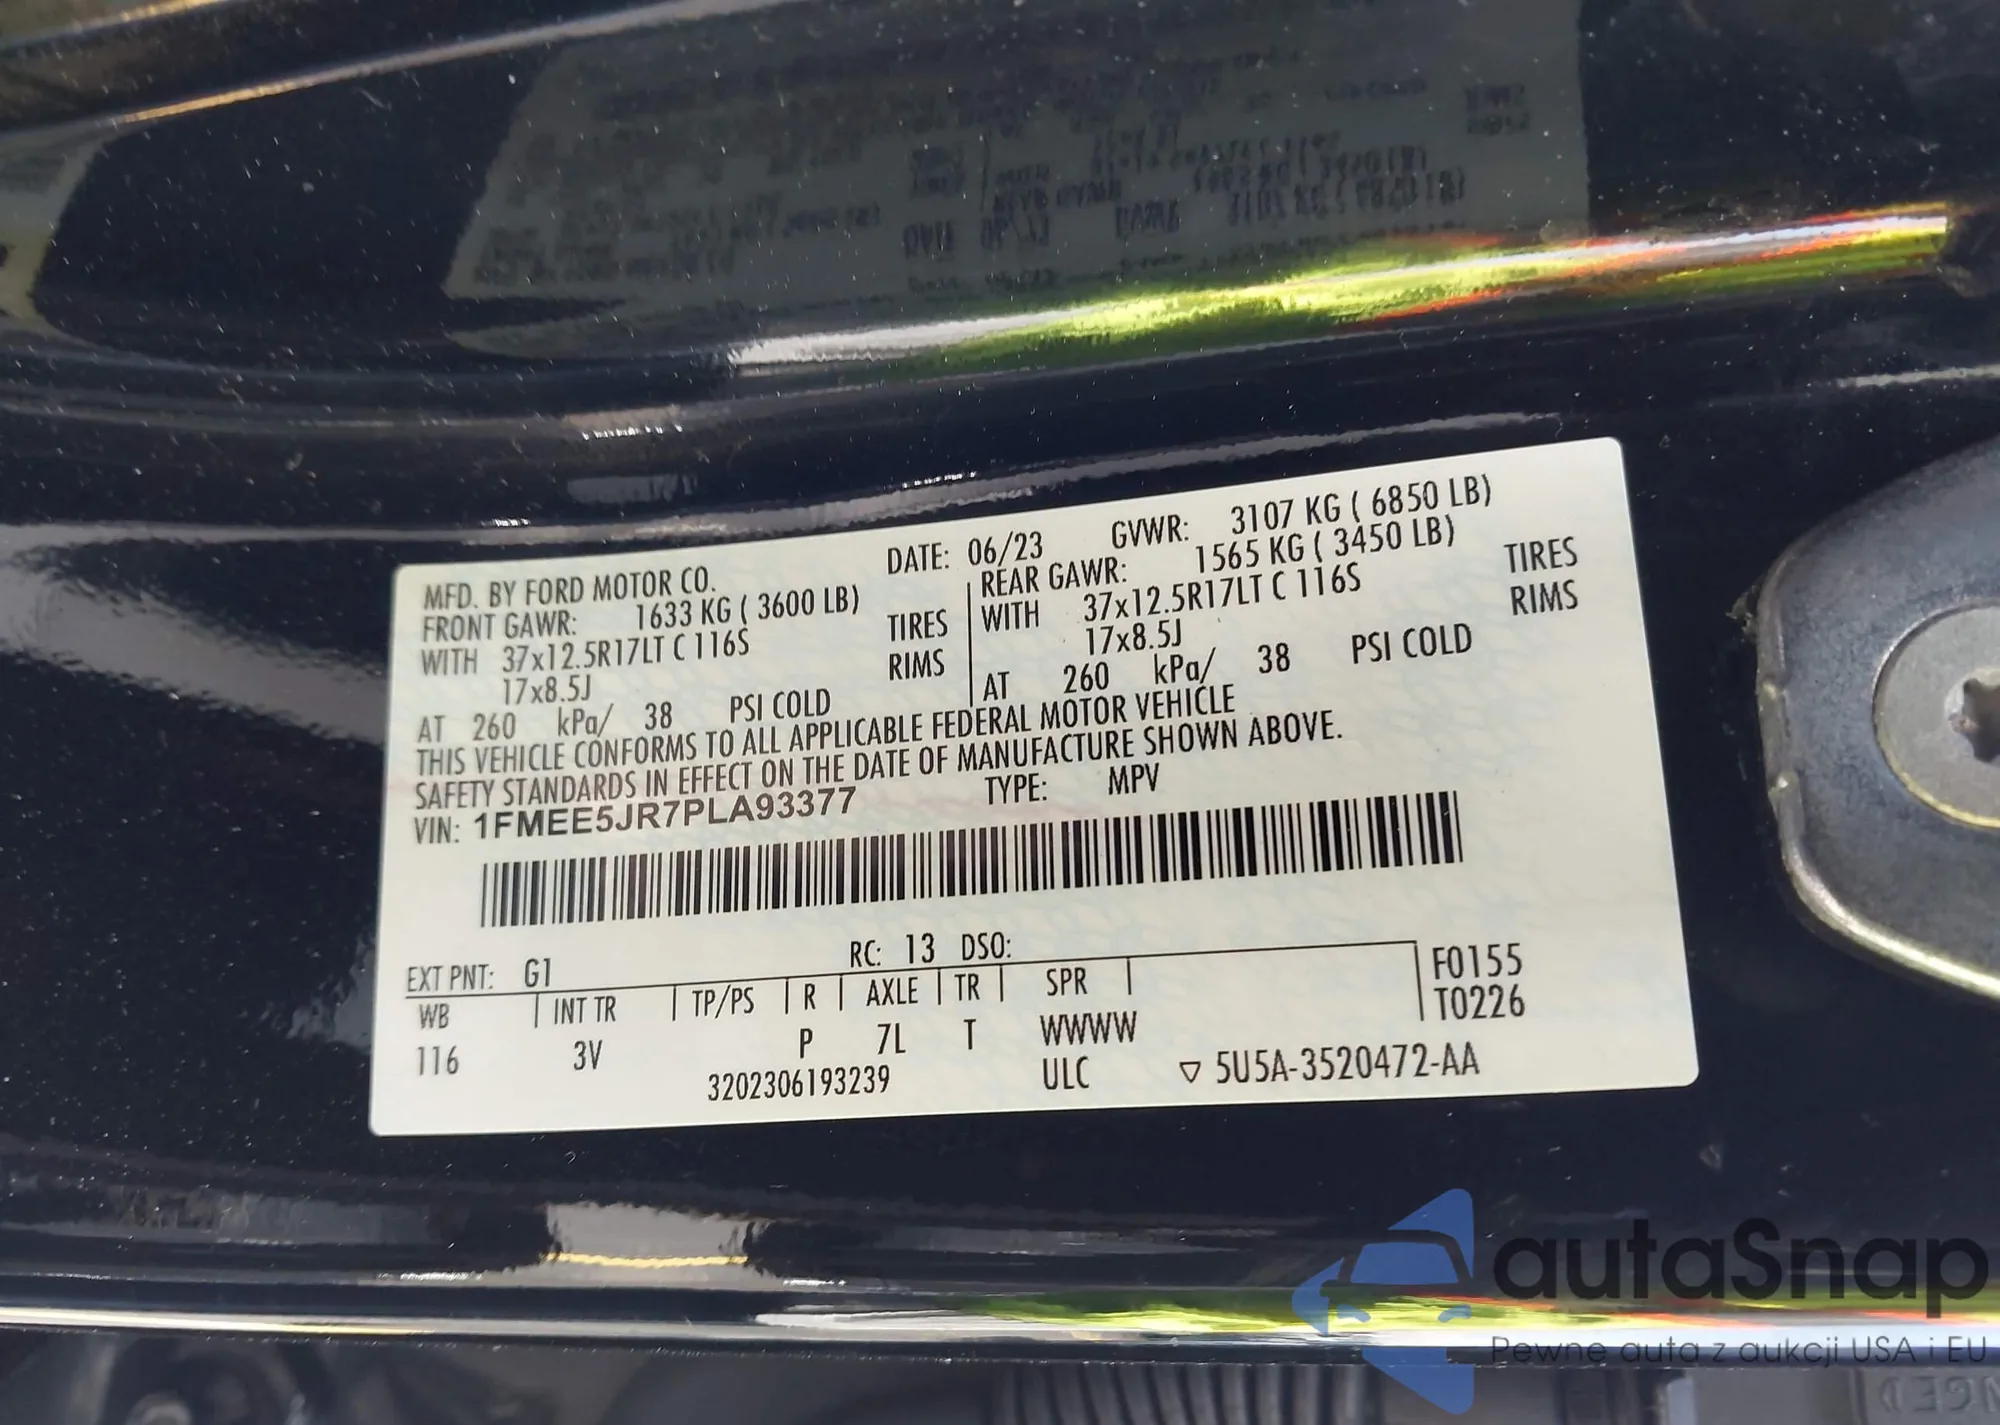 MFD. BY FORD MOTOR CO.
DATE: 06/23
GVWR: 3107 KG ( 6850 LB)
FRONT GAWR: 1633 KG ( 3600 LB)
WITH 37x12.5R17LT C 116S TIRES
17x8.5J RIMS
AT 260 kPa/ 38 PSI COLD
REAR GAWR: 1565 KG ( 3450 LB)
WITH 37x12.5R17LT C 116S TIRES
17x8.5J RIMS
AT 260 kPa/ 38 PSI COLD
THIS VEHICLE CONFORMS TO ALL APPLICABLE FEDERAL MOTOR VEHICLE
SAFETY STANDARDS IN EFFECT ON THE DATE OF MANUFACTURE SHOWN ABOVE.
VIN: 1FMEE5JR7PLA93377
TYPE: MPV
EXT PNT: G1 RC: 13 DSO:
WB INT TR TP/PS R AXLE TR SPR
116 3V P 7L T WWWW
F0155
T0226
3202306193239 ULC ▽ 5U5A-3520472-AA
autaSnap
Pewne auta z aukcji USA i EU